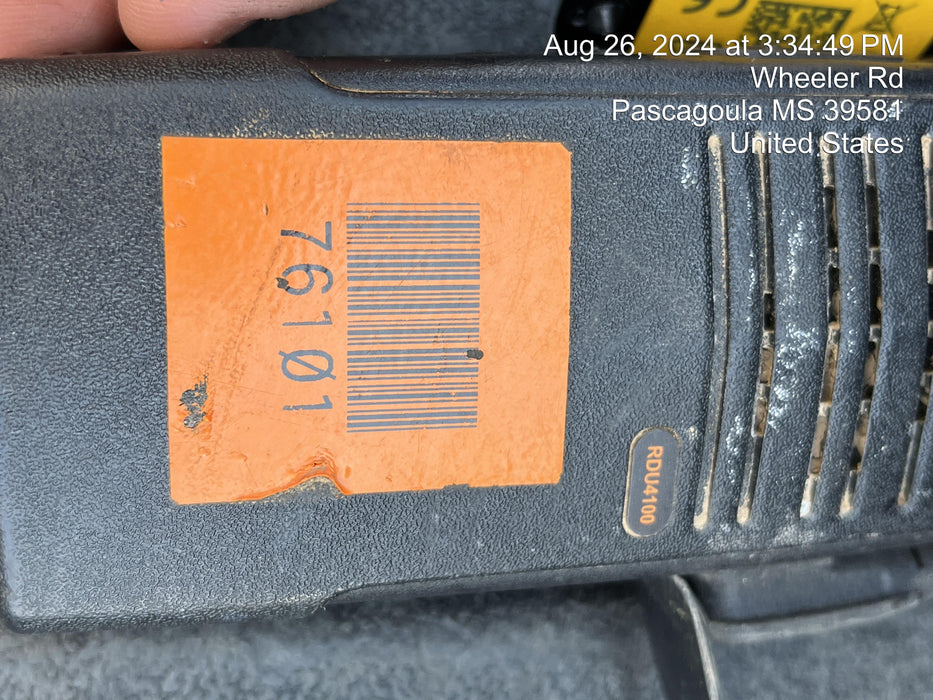 Aug 26, 2024 at 3:34:49 PM
Wheeler Rd
Pascagoula MS 39581
United States
76101
RDU4100